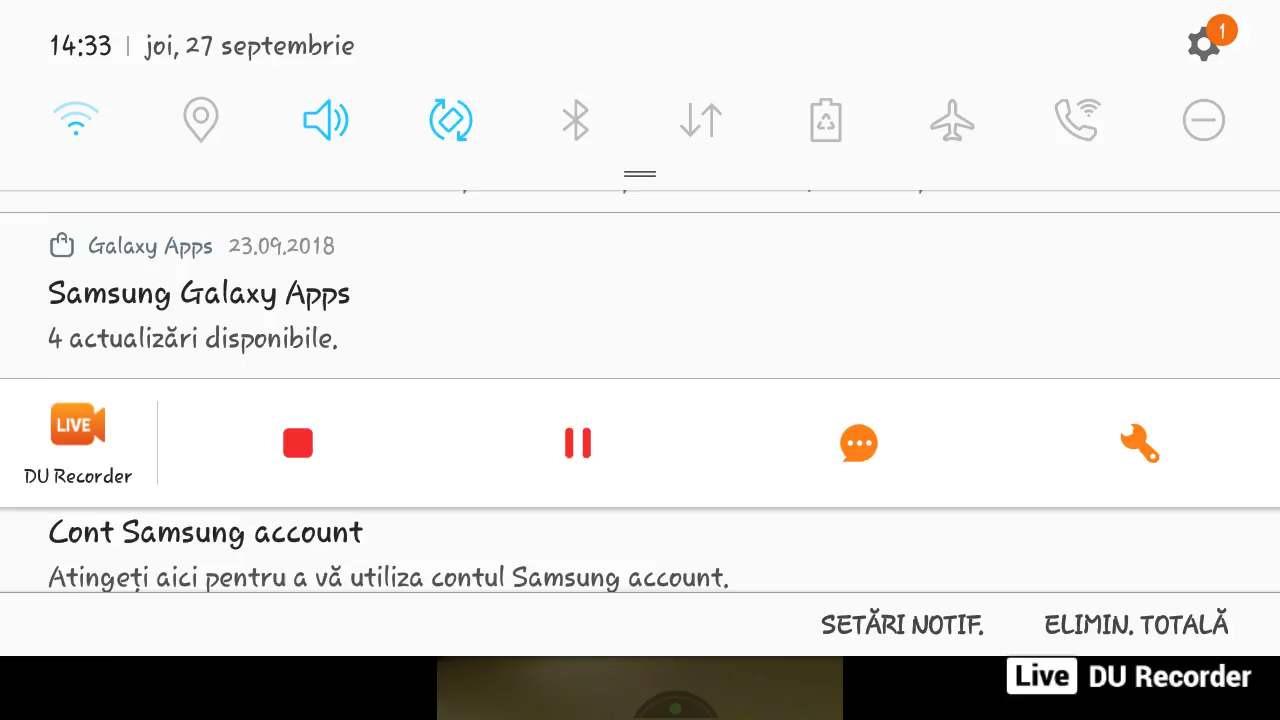 14:33 | joi, 27 septembrie
1
Galaxy Apps 23.09.2018
Samsung Galaxy Apps
4 actualizări disponibile.
LIVE
DU Recorder
Cont Samsung account
Atingeți aici pentru a vă utiliza contul Samsung account.
SETĂRI NOTIF. ELIMIN. TOTALĂ
Live DU Recorder